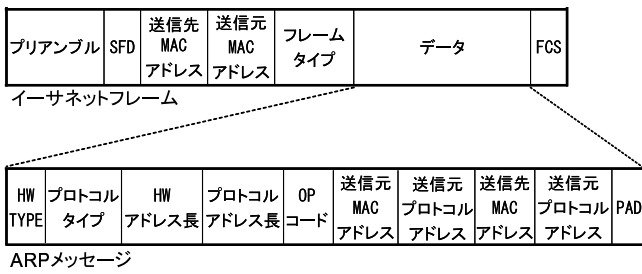 プリアンブル
SFD
送信先
MAC
アドレス
送信元
MAC
アドレス
フレーム
タイプ
データ
FCS
イーサネットフレーム
HW
TYPE
プロトコル
タイプ
HW
アドレス長
プロトコル
アドレス長
OP
コード
送信元
MAC
アドレス
送信元
プロトコル
アドレス
送信先
MAC
アドレス
送信元
プロトコル
アドレス
PAD
ARPメッセージ